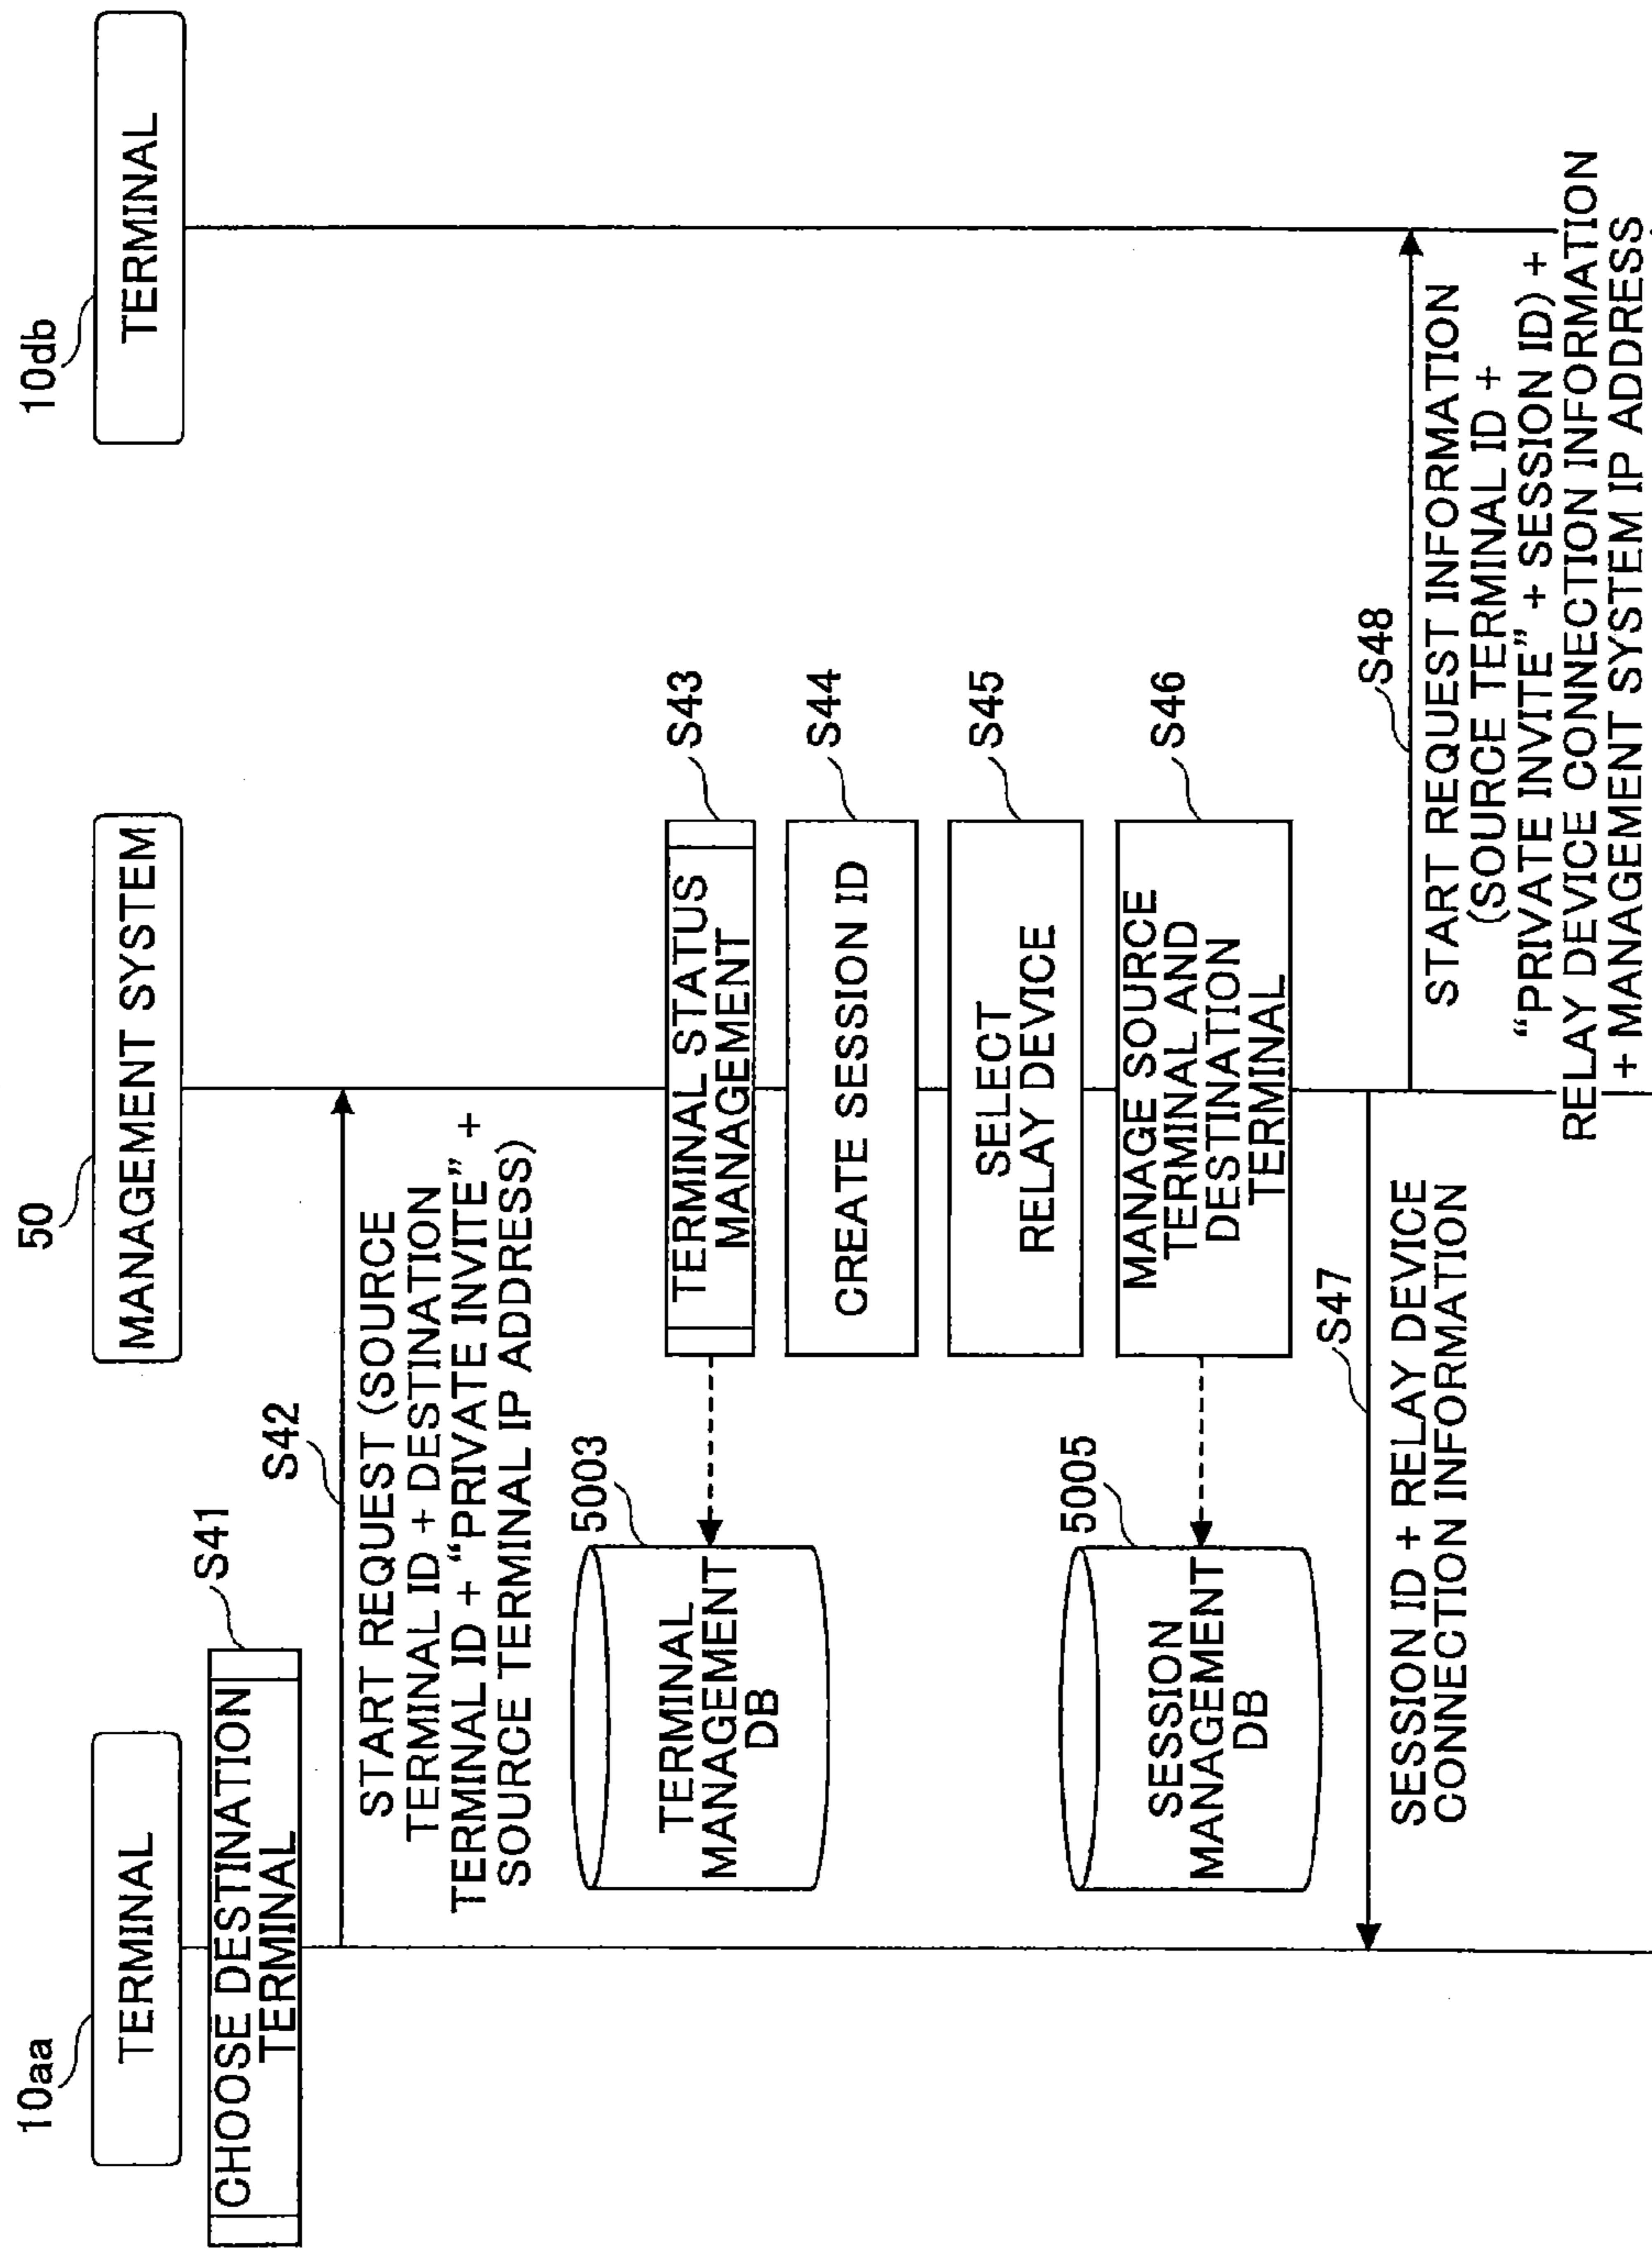 10aa
TERMINAL
50
MANAGEMENT SYSTEM
10db
TERMINAL
CHOOSE DESTINATION
TERMINAL
S41
S42
START REQUEST (SOURCE
TERMINAL ID + DESTINATION
TERMINAL ID + “PRIVATE INVITE” +
SOURCE TERMINAL IP ADDRESS)
5003
TERMINAL
MANAGEMENT
DB
TERMINAL STATUS
MANAGEMENT
S43
CREATE SESSION ID
S44
SELECT
RELAY DEVICE
S45
5005
SESSION
MANAGEMENT
DB
MANAGE SOURCE
TERMINAL AND
DESTINATION
TERMINAL
S46
S47
SESSION ID + RELAY DEVICE
CONNECTION INFORMATION
S48
START REQUEST INFORMATION
(SOURCE TERMINAL ID +
“PRIVATE INVITE” + SESSION ID) +
RELAY DEVICE CONNECTION INFORMATION
+ MANAGEMENT SYSTEM IP ADDRESS